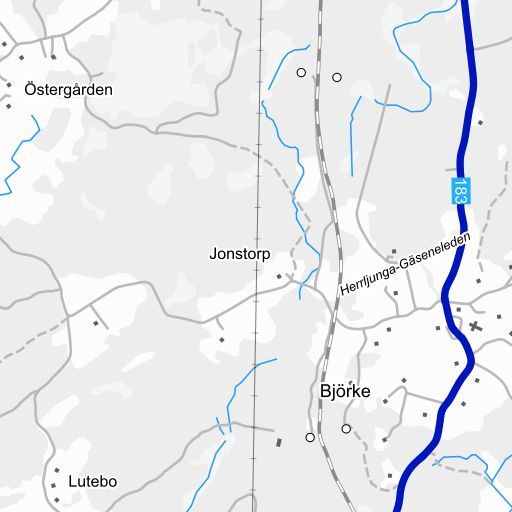 Östergården
183
Jonstorp
Herrljunga-Gäseneleden
Björke
Lutebo